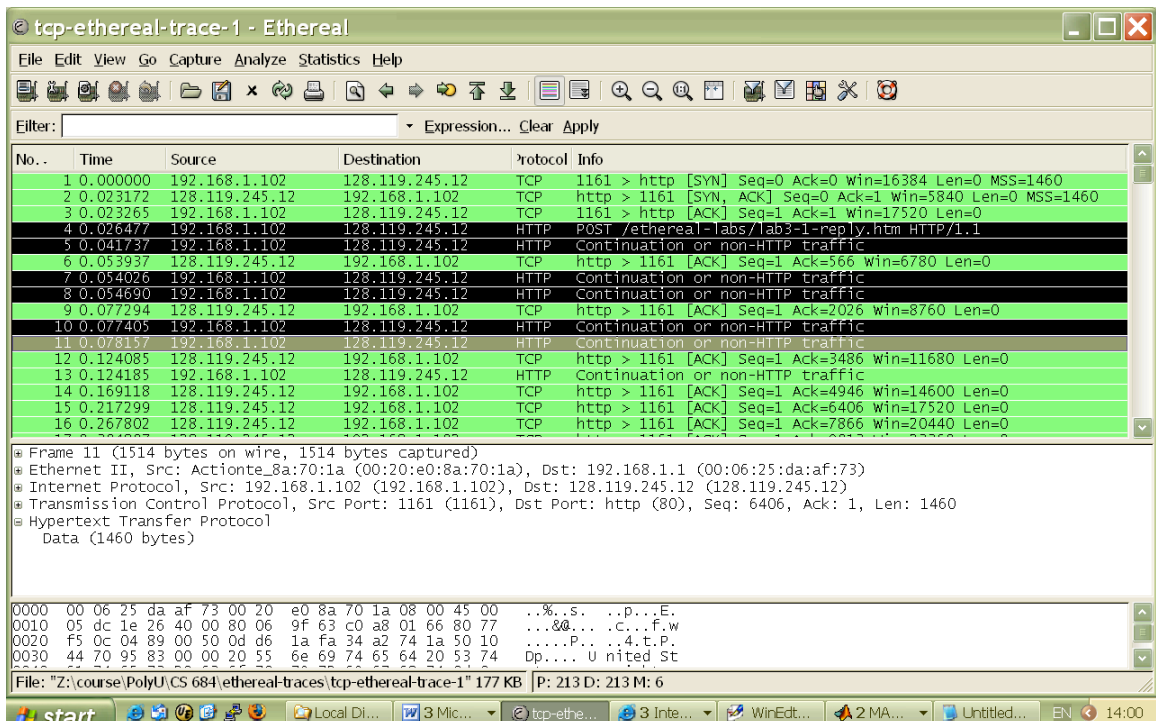 tcp-ethereal-trace-1 - Ethereal
File Edit View Go Capture Analyze Statistics Help
Filter: Expression... Clear Apply
No. . Time Source Destination Protocol Info
1 0.000000 192.168.1.102 128.119.245.12 TCP 1161 > http [SYN] Seq=0 Ack=0 Win=16384 Len=0 MSS=1460
2 0.023172 128.119.245.12 192.168.1.102 TCP http > 1161 [SYN, ACK] Seq=0 Ack=1 Win=5840 Len=0 MSS=1460
3 0.023265 192.168.1.102 128.119.245.12 TCP 1161 > http [ACK] Seq=1 Ack=1 Win=17520 Len=0
4 0.026477 192.168.1.102 128.119.245.12 HTTP POST /ethereal-labs/lab3-1-reply.htm HTTP/1.1
5 0.041737 192.168.1.102 128.119.245.12 HTTP Continuation or non-HTTP traffic
6 0.053937 128.119.245.12 192.168.1.102 TCP http > 1161 [ACK] Seq=1 Ack=566 Win=6780 Len=0
7 0.054026 192.168.1.102 128.119.245.12 HTTP Continuation or non-HTTP traffic
8 0.054690 192.168.1.102 128.119.245.12 HTTP Continuation or non-HTTP traffic
9 0.077294 128.119.245.12 192.168.1.102 TCP http > 1161 [ACK] Seq=1 Ack=2026 Win=8760 Len=0
10 0.077405 192.168.1.102 128.119.245.12 HTTP Continuation or non-HTTP traffic
11 0.078157 192.168.1.102 128.119.245.12 HTTP Continuation or non-HTTP traffic
12 0.124085 128.119.245.12 192.168.1.102 TCP http > 1161 [ACK] Seq=1 Ack=3486 Win=11680 Len=0
13 0.124185 192.168.1.102 128.119.245.12 HTTP Continuation or non-HTTP traffic
14 0.169118 128.119.245.12 192.168.1.102 TCP http > 1161 [ACK] Seq=1 Ack=4946 Win=14600 Len=0
15 0.217299 128.119.245.12 192.168.1.102 TCP http > 1161 [ACK] Seq=1 Ack=6406 Win=17520 Len=0
16 0.267802 128.119.245.12 192.168.1.102 TCP http > 1161 [ACK] Seq=1 Ack=7866 Win=20440 Len=0
Frame 11 (1514 bytes on wire, 1514 bytes captured)
Ethernet II, Src: Actionte_8a:70:1a (00:20:e0:8a:70:1a), Dst: 192.168.1.1 (00:06:25:da:af:73)
Internet Protocol, Src: 192.168.1.102 (192.168.1.102), Dst: 128.119.245.12 (128.119.245.12)
Transmission Control Protocol, Src Port: 1161 (1161), Dst Port: http (80), Seq: 6406, Ack: 1, Len: 1460
Hypertext Transfer Protocol
Data (1460 bytes)
0000 00 06 25 da af 73 00 20 e0 8a 70 1a 08 00 45 00 ..%..s. ..p...E.
0010 05 dc 1e 26 40 00 80 06 9f 63 c0 a8 01 66 80 77 ...&@... .c...f.w
0020 f5 0c 04 89 00 50 0d d6 1a fa 34 a2 74 1a 50 10 .....P.. ..4.t.P.
0030 44 70 95 83 00 00 20 55 6e 69 74 65 64 20 53 74 Dp.... U nited St
File: "Z:\course\PolyU\CS 684\ethereal-traces\tcp-ethereal-trace-1" 177 KB P: 213 D: 213 M: 6
start Local Di... 3 Mic... tcp-ethe... 3 Inte... WinEdt... 2 MA... Untitled... EN 14:00